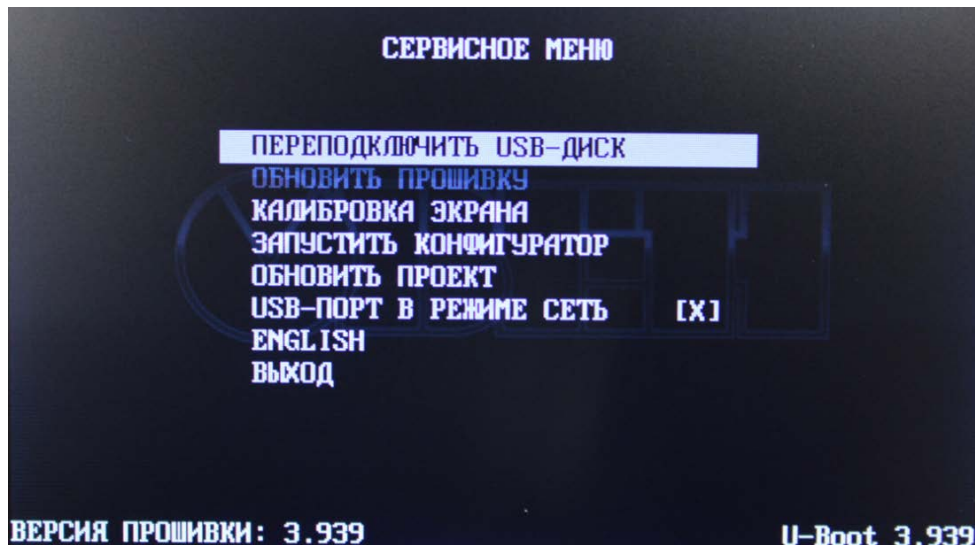 СЕРВИСНОЕ МЕНЮ
ПЕРЕПОДКЛЮЧИТЬ USB-ДИСК
ОБНОВИТЬ ПРОШИВКУ
КАЛИБРОВКА ЭКРАНА
ЗАПУСТИТЬ КОНФИГУРАТОР
ОБНОВИТЬ ПРОЕКТ
USB-ПОРТ В РЕЖИМЕ СЕТЬ [X]
ENGLISH
ВЫХОД
ВЕРСИЯ ПРОШИВКИ: 3.939 U-Boot 3.939